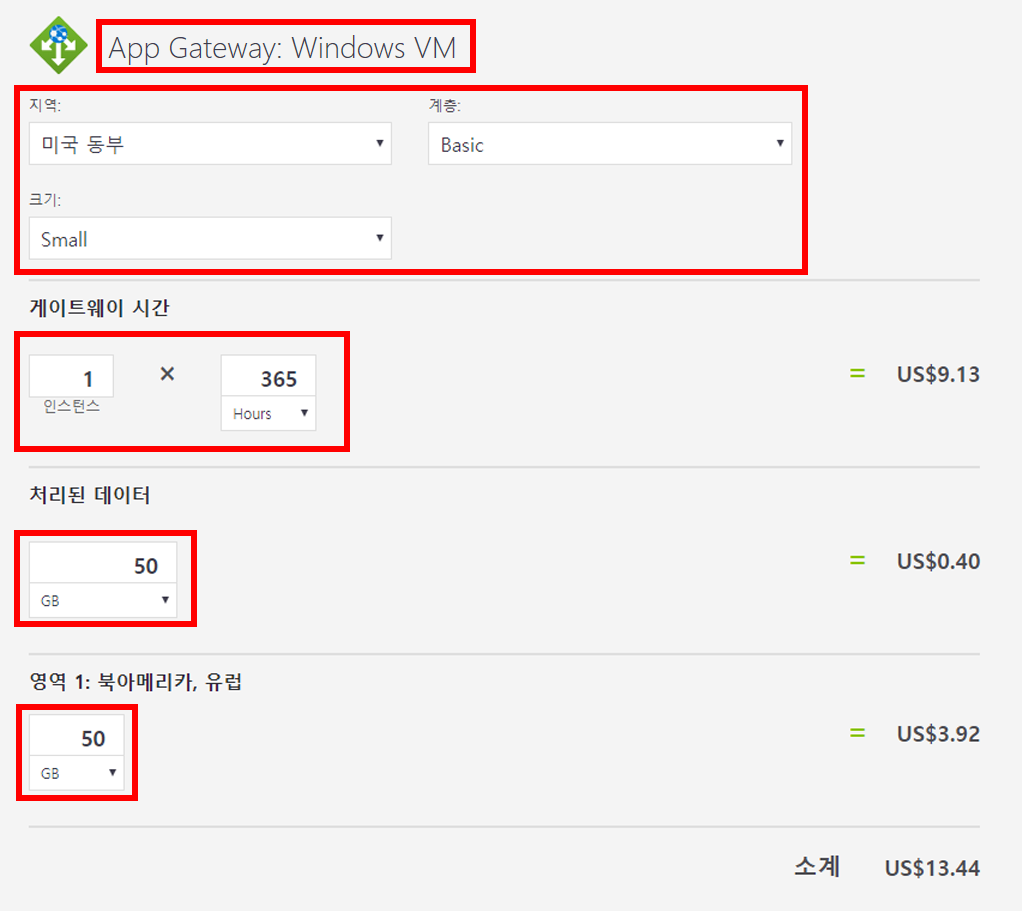 App Gateway: Windows VM
지역:
계층:
미국 동부
Basic
크기:
Small
게이트웨이 시간
1 × 365 = US$9.13
인스턴스
Hours
처리된 데이터
50 = US$0.40
GB
영역 1: 북아메리카, 유럽
50 = US$3.92
GB
소계 US$13.44